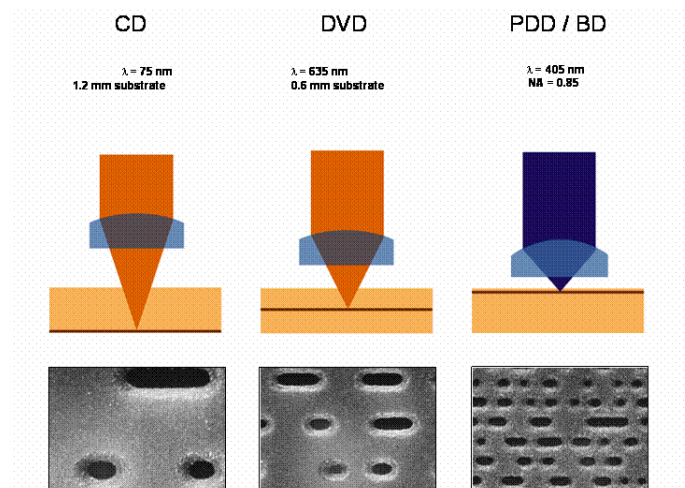 CD
λ = 75 nm
1.2 mm substrate
DVD
λ = 635 nm
0.6 mm substrate
PDD / BD
λ = 405 nm
NA = 0.85